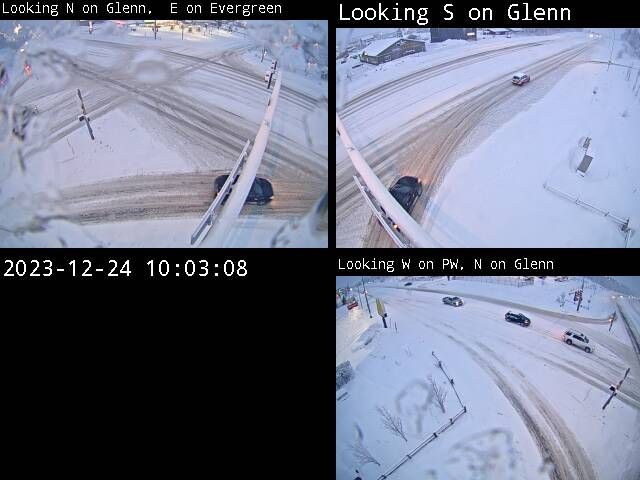 Looking N on Glenn,  E on Evergreen
Looking S on Glenn
2023-12-24 10:03:08
Looking W on PW, N on Glenn